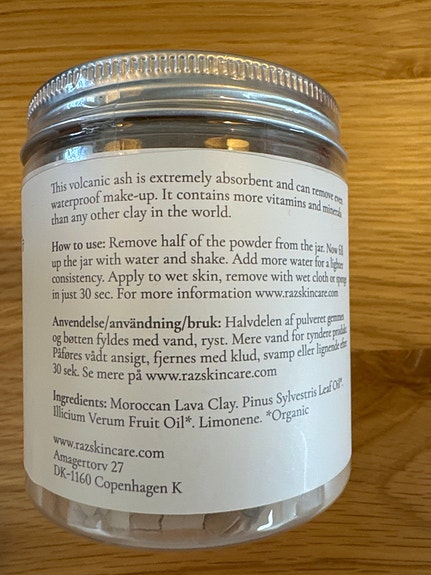 This volcanic ash is extremely absorbent and can remove even
waterproof make-up. It contains more vitamins and minerals
than any other clay in the world.
How to use: Remove half of the powder from the jar. Now fill
up the jar with water and shake. Add more water for a lighter
consistency. Apply to wet skin, remove with wet cloth or sponge
in just 30 sec. For more information www.razskincare.com
Anvendelse/användning/bruk: Halvdelen af pulveret gemmes
og bøtten fyldes med vand, ryst. Mere vand for tyndere
Påføres vådt ansigt, fjernes med klud, svamp eller lignende efter
30 sek. Se mere på www.razskincare.com
Ingredients: Moroccan Lava Clay. Pinus Sylvestris Leaf Oil*.
Illicium Verum Fruit Oil*. Limonene. *Organic
www.razskincare.com
Amagertorv 27
DK-1160 Copenhagen K